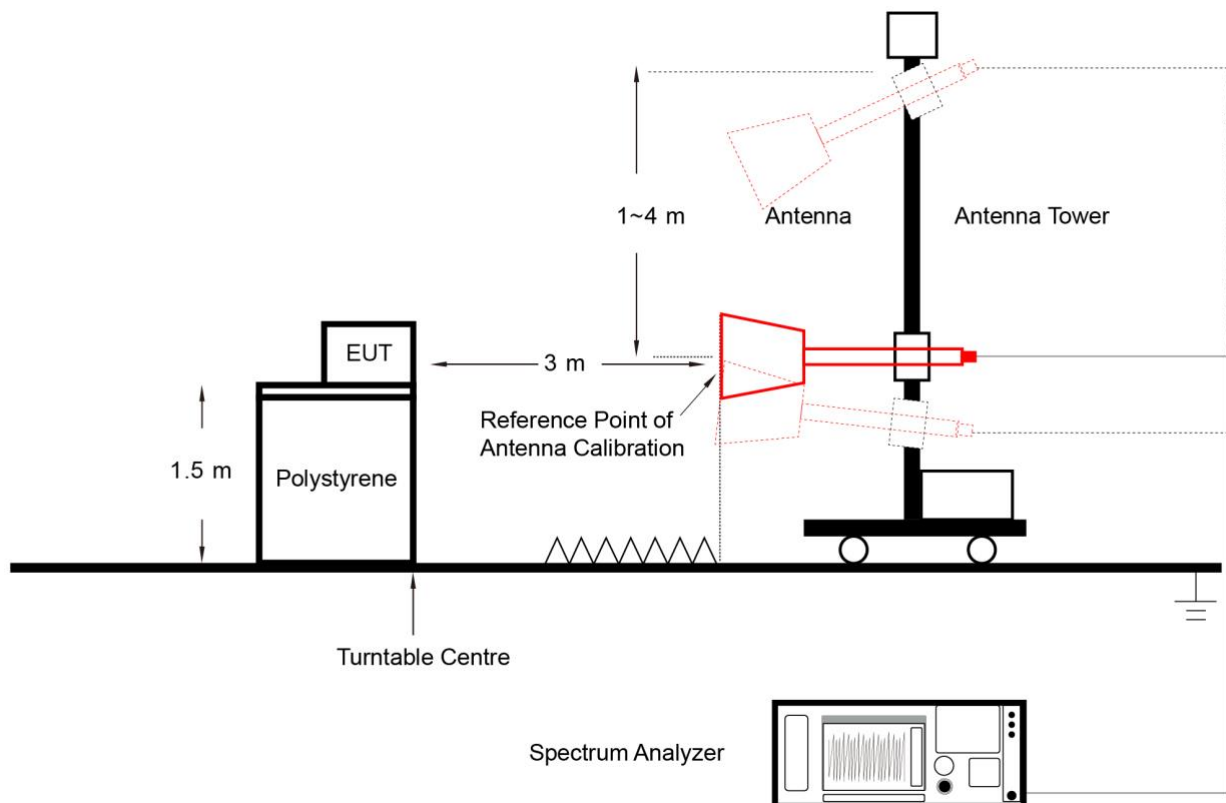 1~4 m
Antenna
Antenna Tower
EUT
3 m
Reference Point of
Antenna Calibration
1.5 m
Polystyrene
Turntable Centre
Spectrum Analyzer